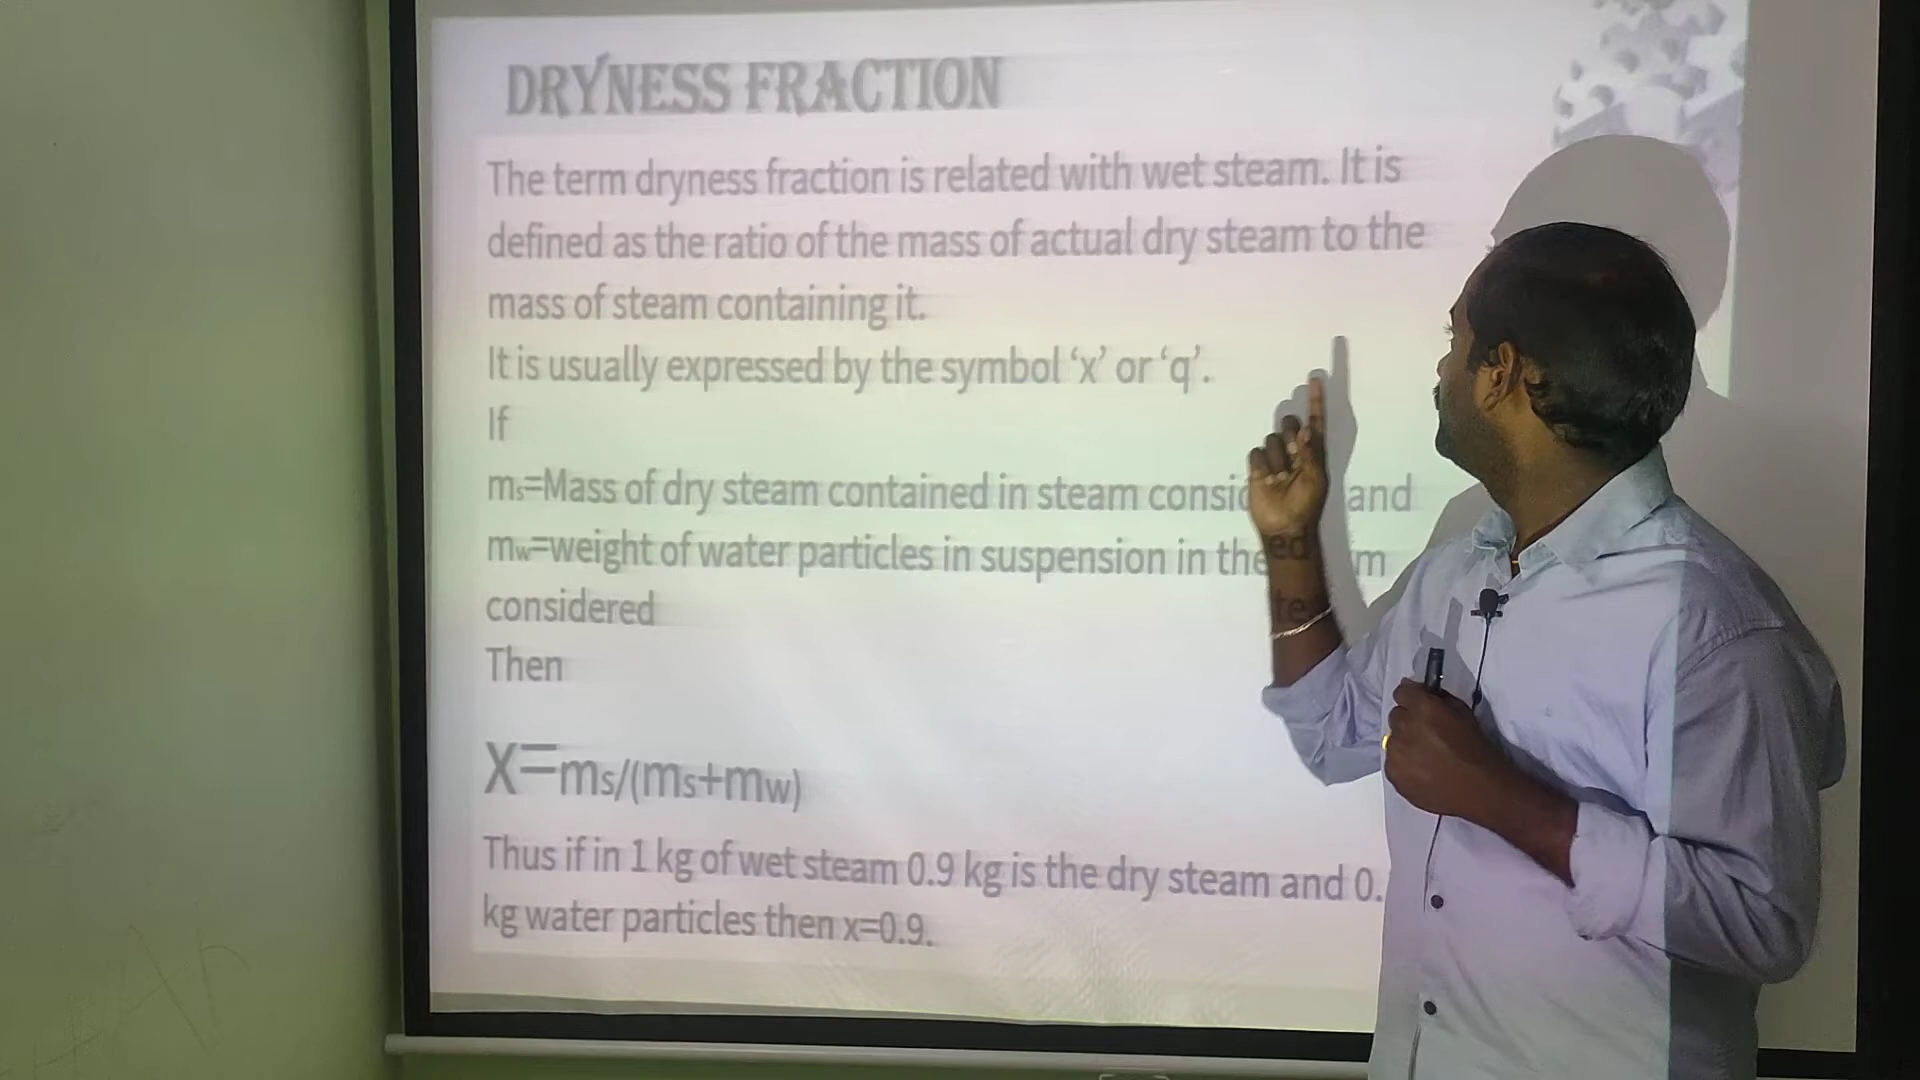 DRYNESS FRACTION
The term dryness fraction is related with wet steam. It is
defined as the ratio of the mass of actual dry steam to the
mass of steam containing it.
It is usually expressed by the symbol ‘x’ or ‘q’.
If
ms=Mass of dry steam contained in steam consided and
mw=weight of water particles in suspension in the team
considered
Then
X=ms/(ms+mw)
Thus if in 1 kg of wet steam 0.9 kg is the dry steam and 0.
kg water particles then x=0.9.